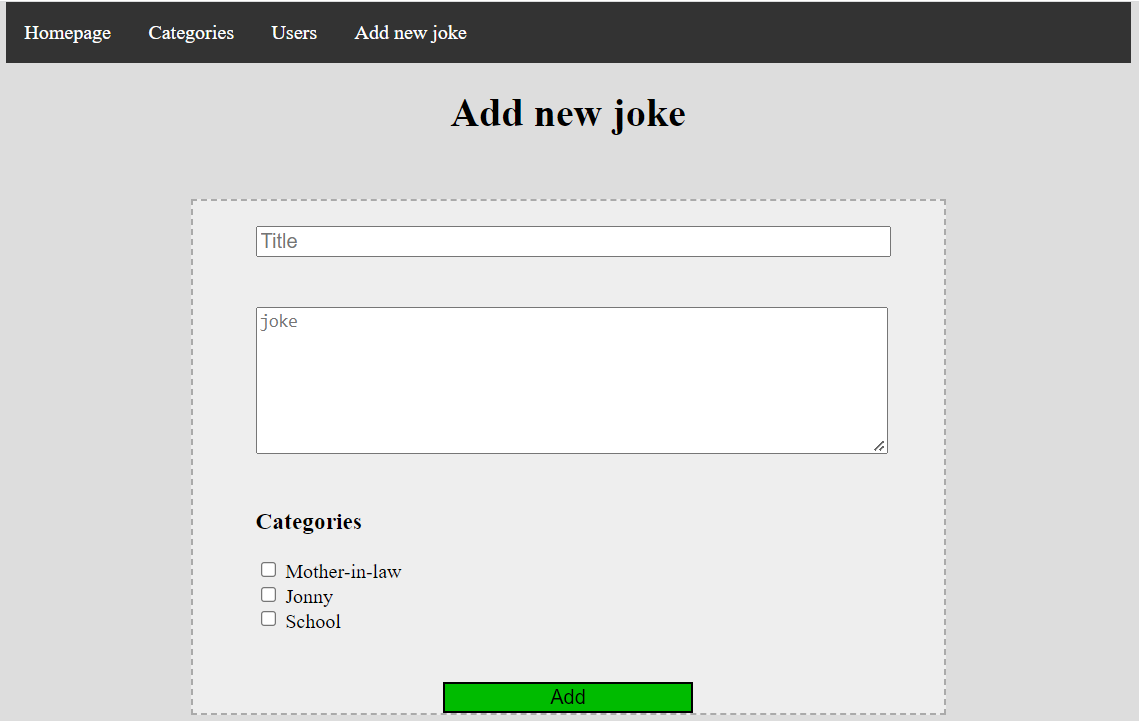 Homepage Categories Users Add new joke
Add new joke
Title
joke
Categories
Mother-in-law
Jonny
School
Add